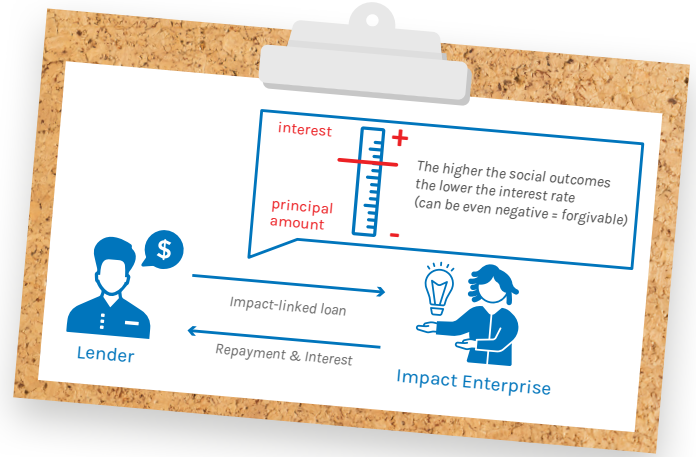 interest
+
The higher the social outcomes
the lower the interest rate
(can be even negative = forgivable)
principal
amount
-
$
Impact-linked loan
Repayment & Interest
Lender
Impact Enterprise